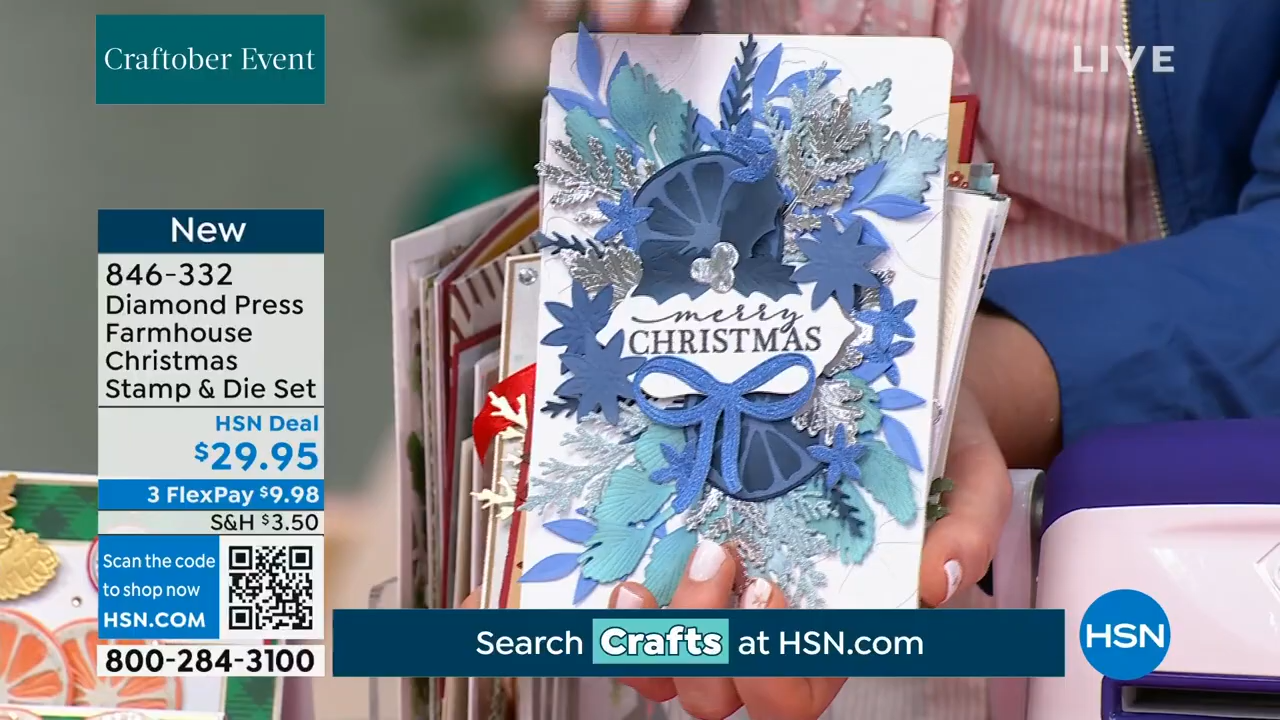 Craftober Event
LIVE
New
846-332
Diamond Press
Farmhouse
Christmas
Stamp & Die Set
HSN Deal
$29.95
3 FlexPay $9.98
S&H $3.50
Scan the code
to shop now
HSN.COM
800-284-3100
merry
CHRISTMAS
Search Crafts at HSN.com
HSN